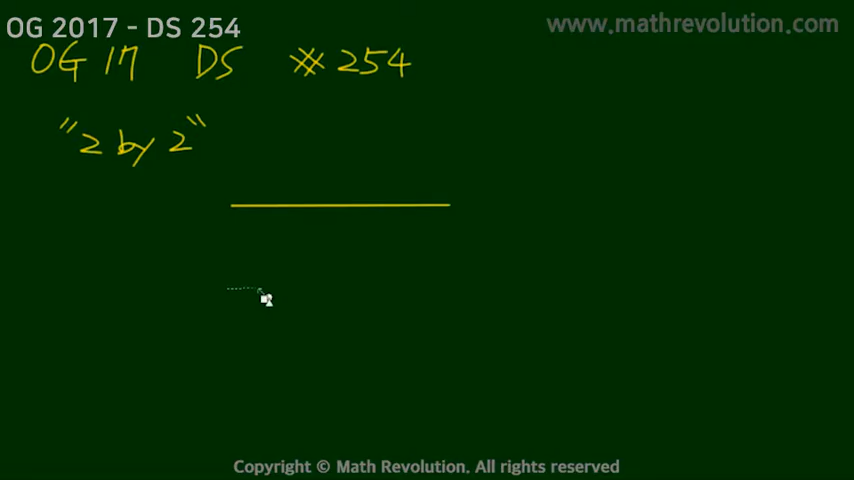 OG 2017 - DS 254
www.mathrevolution.com
OG 17 DS # 254
"2 by 2"
Copyright © Math Revolution. All rights reserved